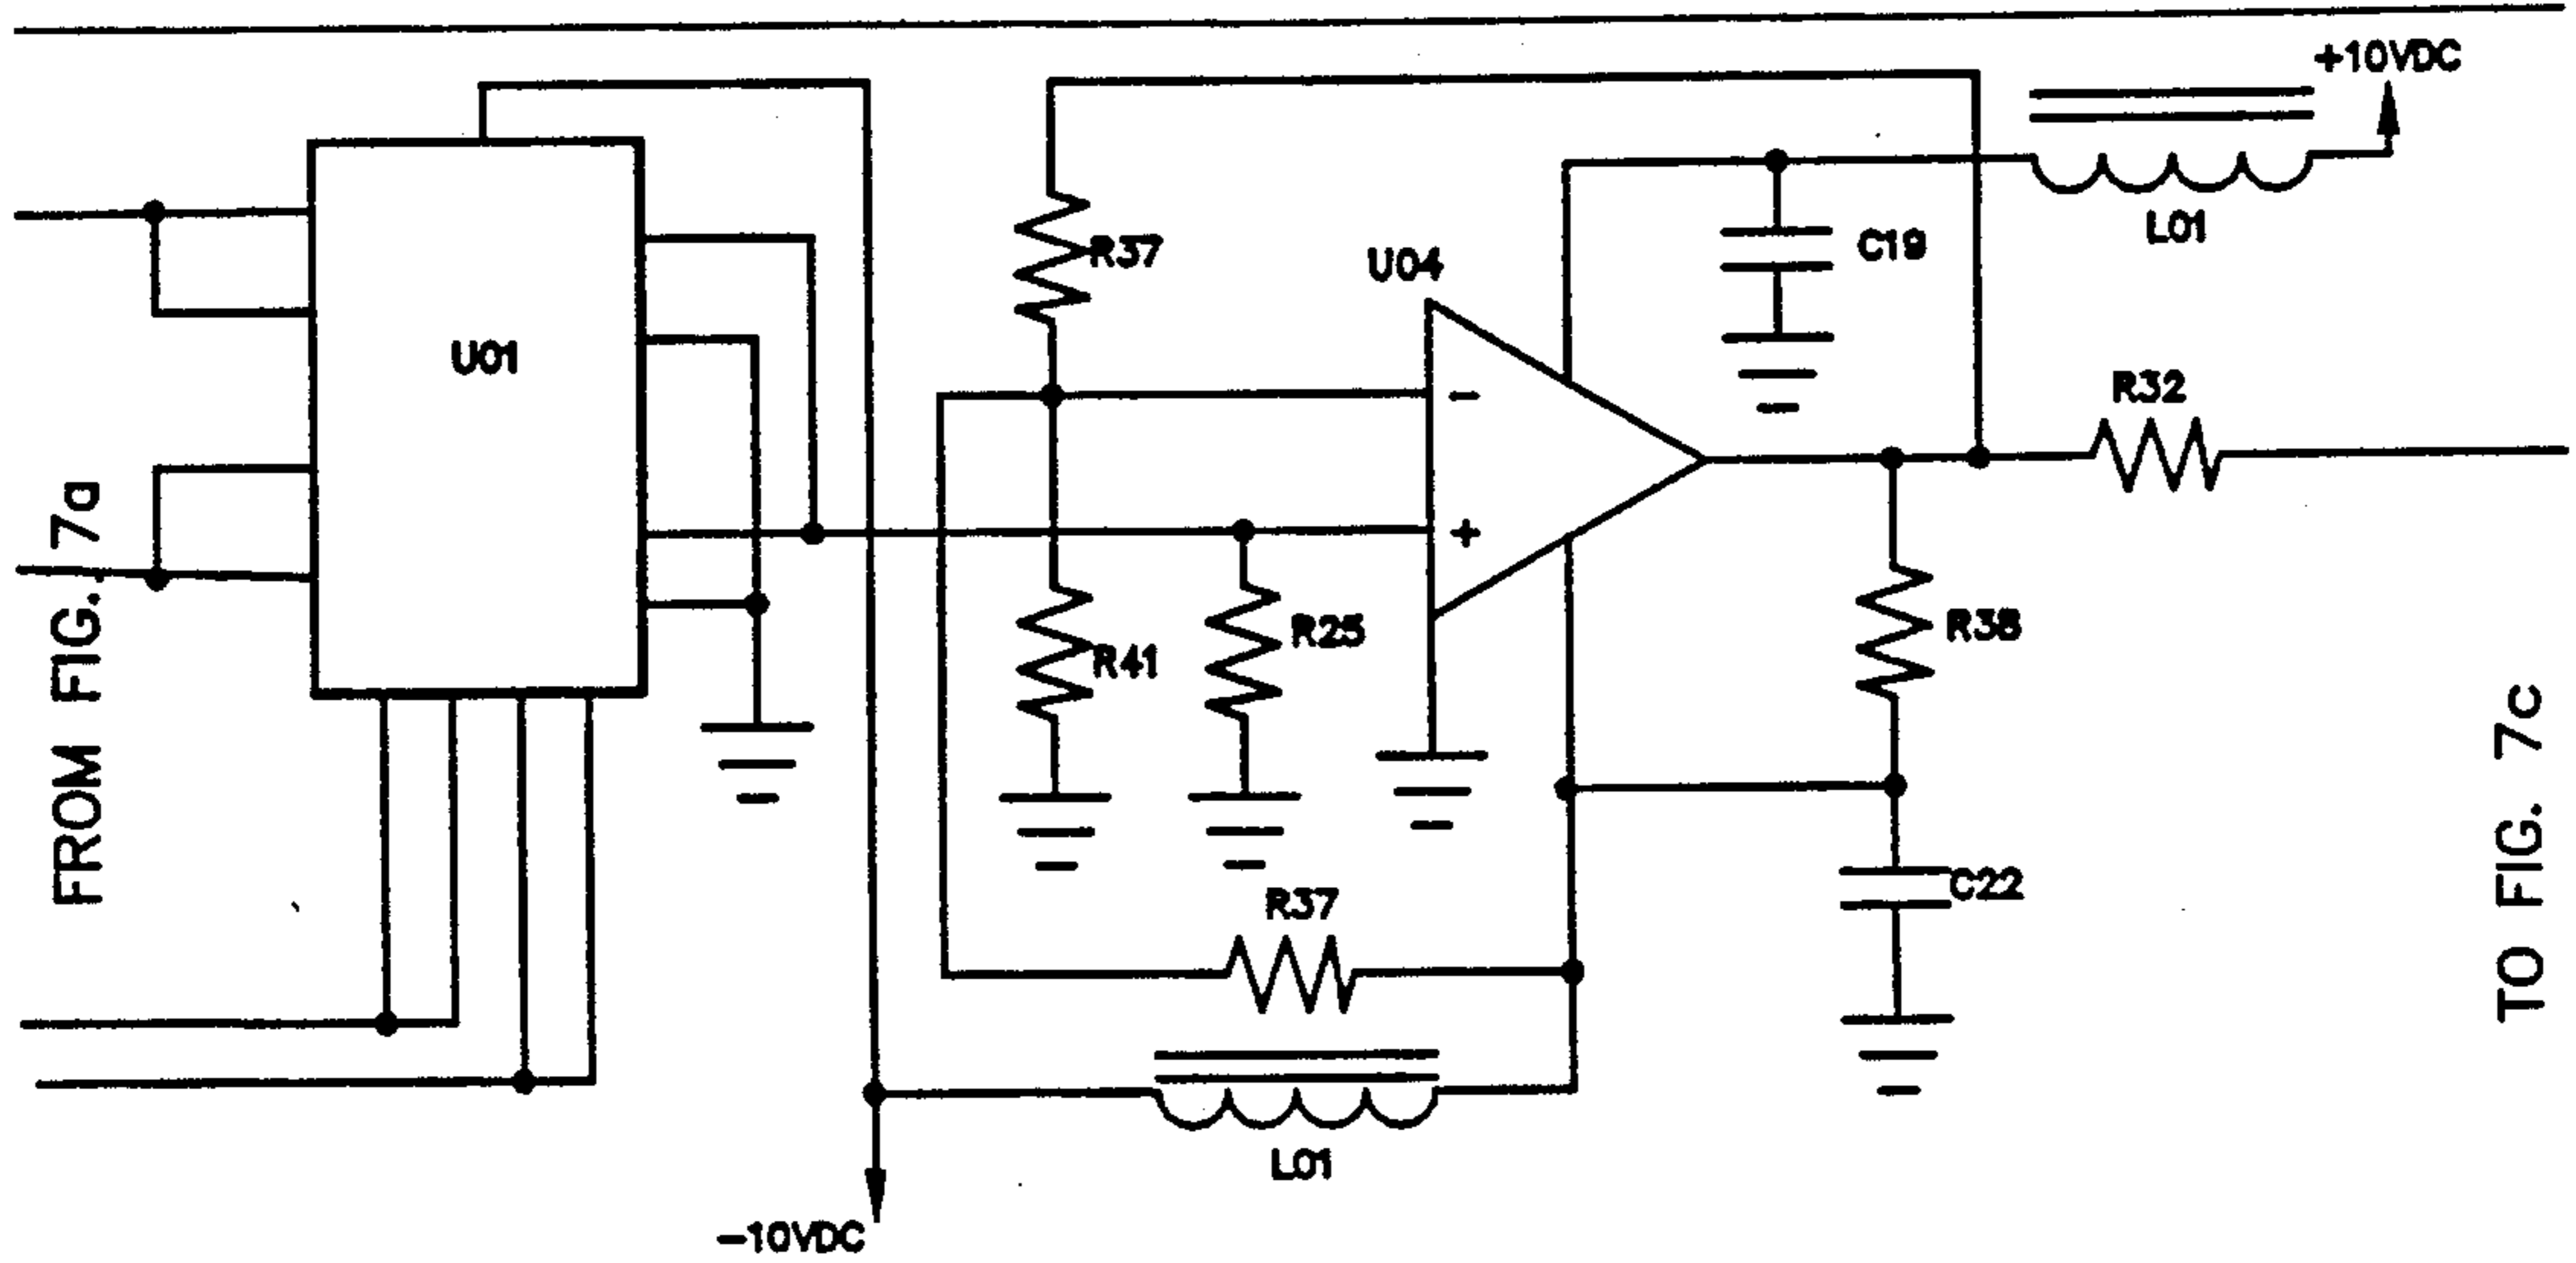 +10VDC
L01
C19
R37
U04
U01
R32
-
+
FROM FIG. 7a
R25
R38
R41
TO FIG. 7c
C22
R37
L01
-10VDC